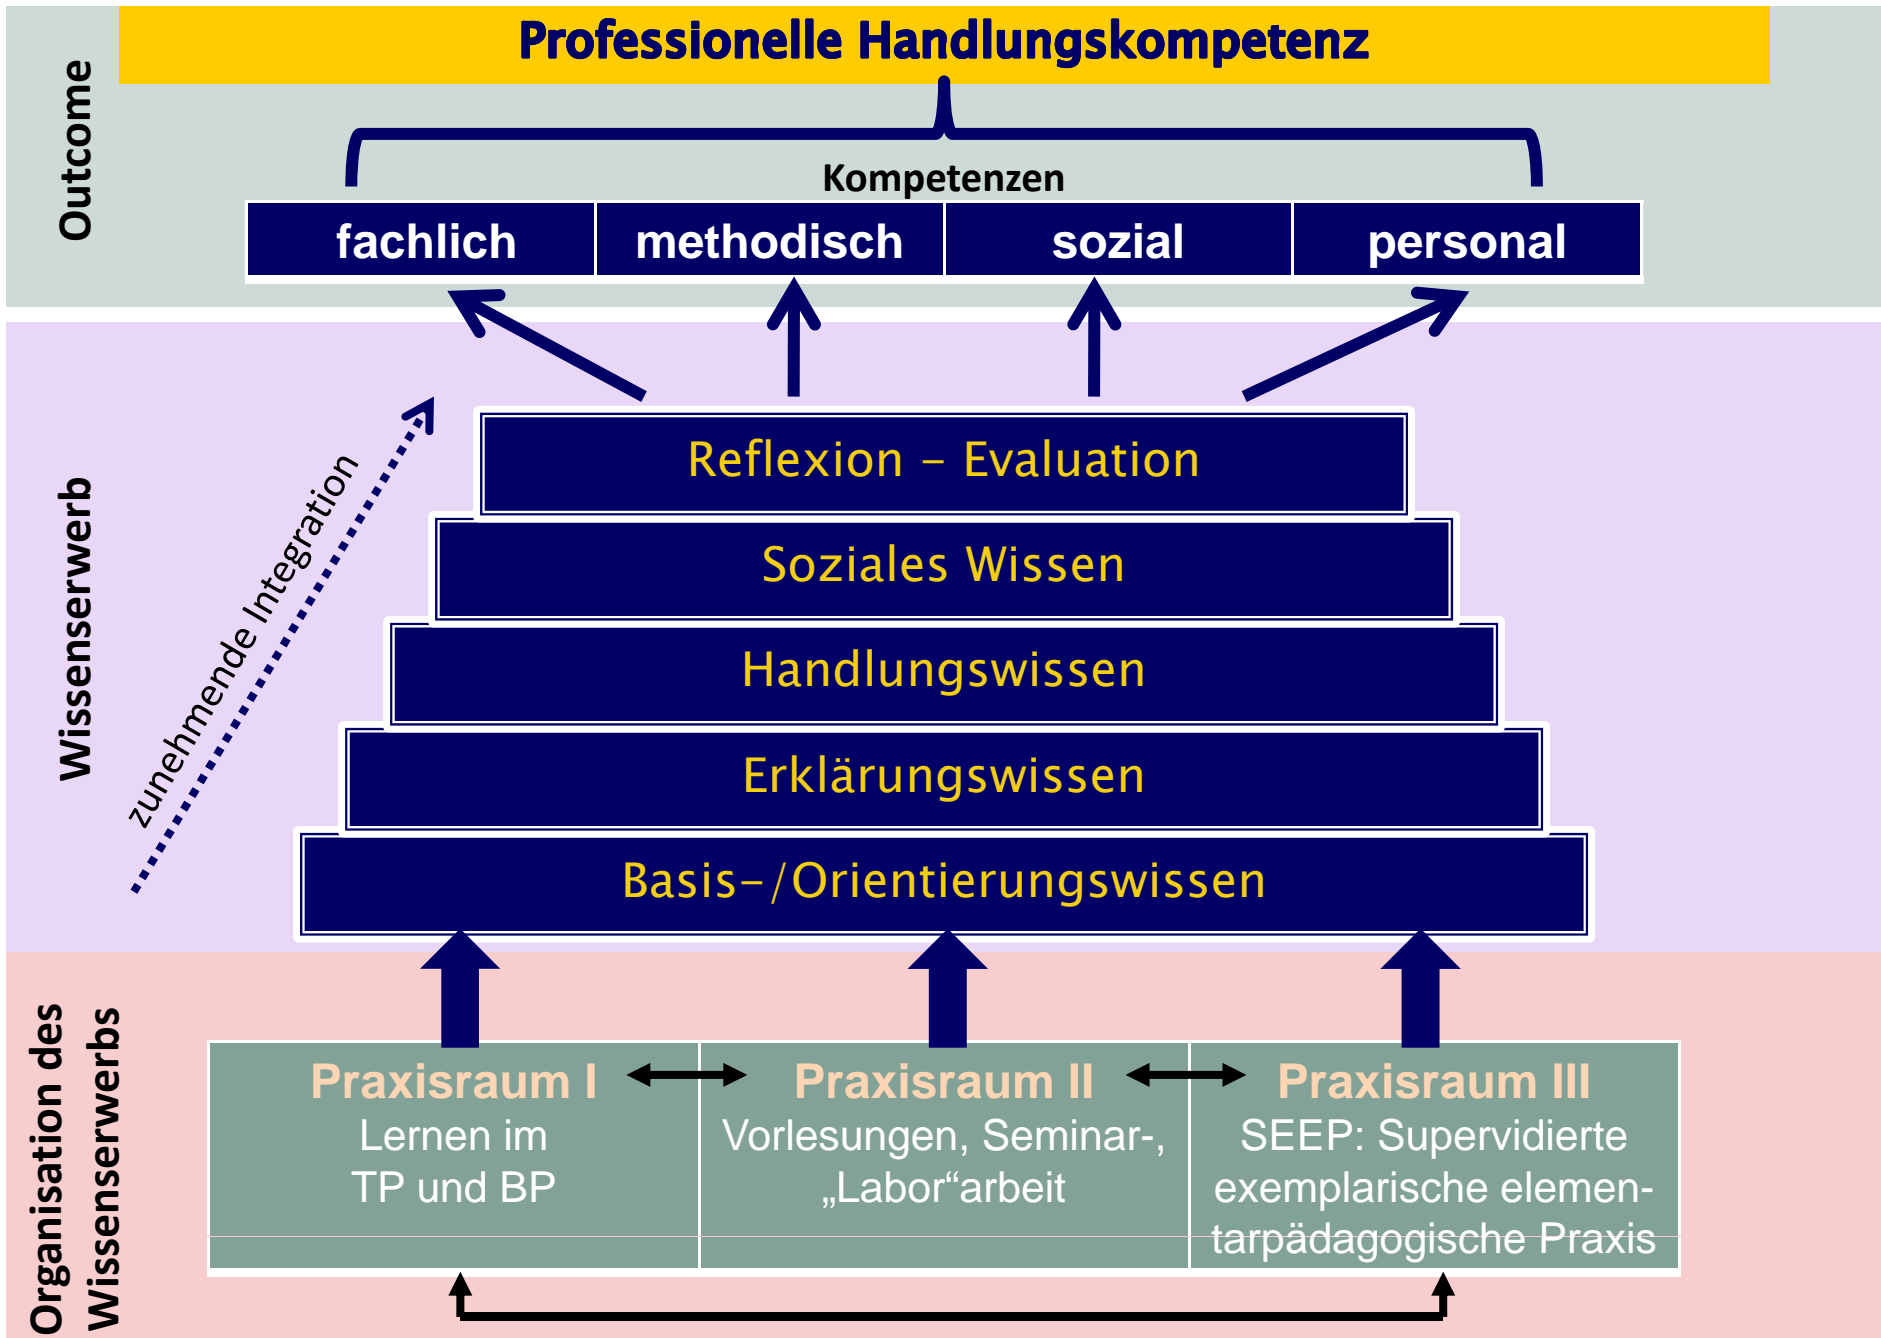 Professionelle Handlungskompetenz
Outcome
Kompetenzen
fachlich
methodisch
sozial
personal
Wissenserwerb
zunehmende Integration
Reflexion – Evaluation
Soziales Wissen
Handlungswissen
Erklärungswissen
Basis-/Orientierungswissen
Organisation des
Wissenserwerbs
Praxisraum I
Lernen im
TP und BP
Praxisraum II
Vorlesungen, Seminar-,
„Labor“arbeit
Praxisraum III
SEEP: Supervidierte
exemplarische elemen-
tarpädagogische Praxis